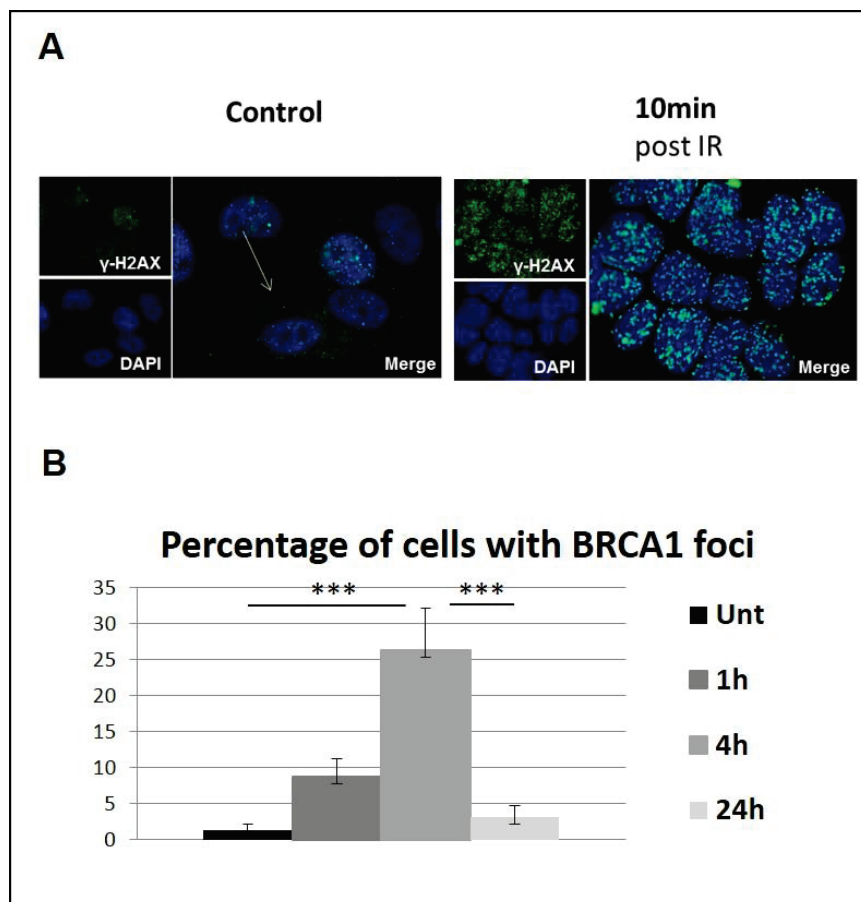 A
Control
10min
post IR
γ-H2AX
DAPI
Merge
γ-H2AX
DAPI
Merge
B
Percentage of cells with BRCA1 foci
35
30
25
20
15
10
5
0
***
***
Unt
1h
4h
24h